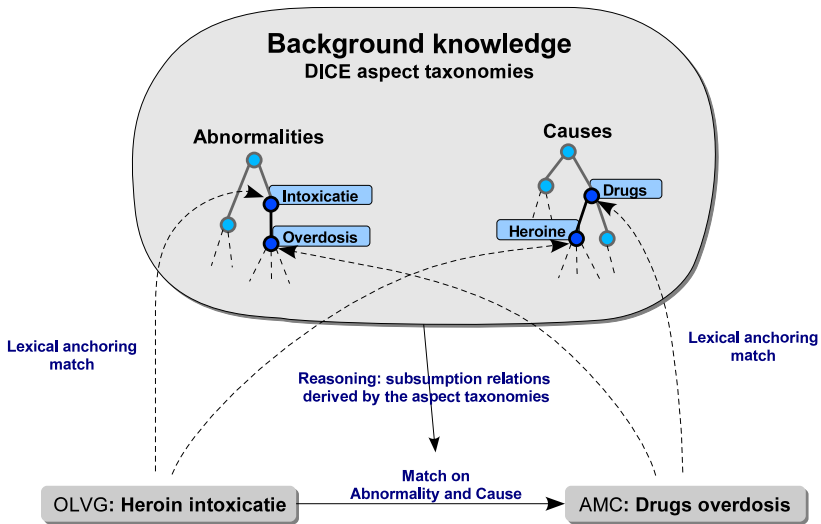 Background knowledge
DICE aspect taxonomies
Abnormalities
Causes
Intoxicatie
Drugs
Overdosis
Heroine
Lexical anchoring
match
Lexical anchoring
match
Reasoning: subsumption relations
derived by the aspect taxonomies
Match on
Abnormality and Cause
OLVG: Heroin intoxicatie
AMC: Drugs overdosis